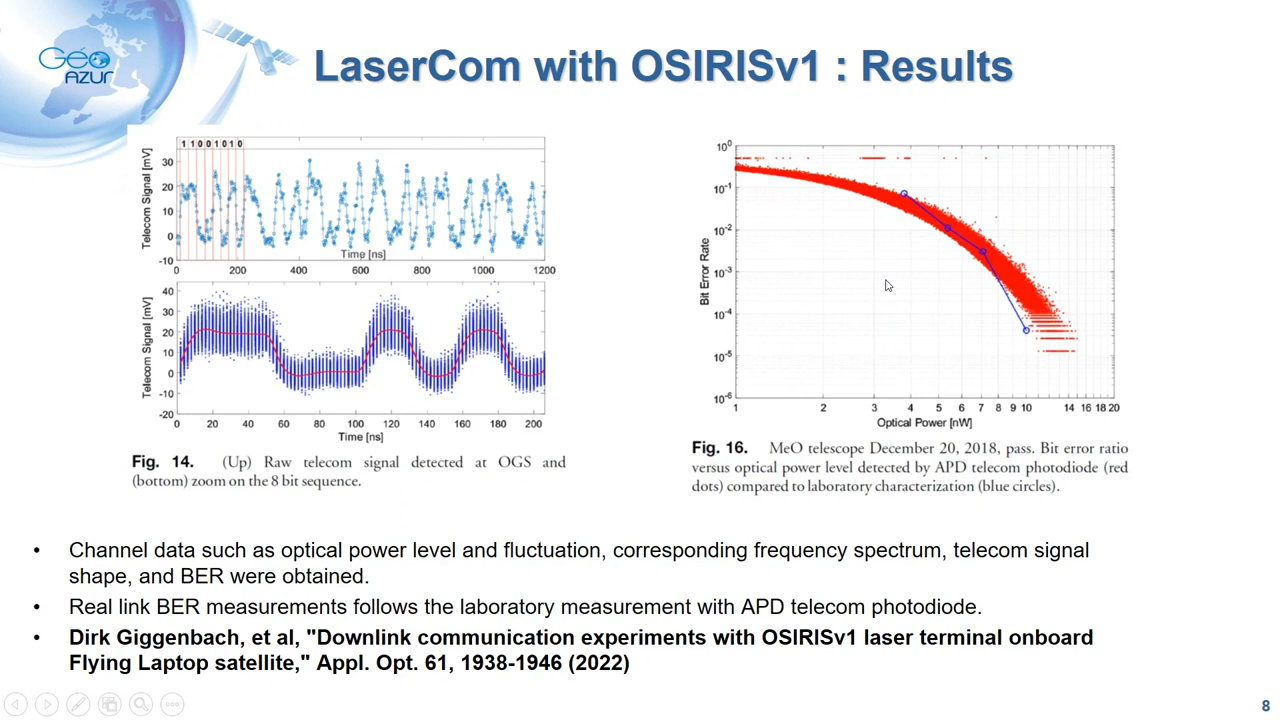 Géo
AZUR
LaserCom with OSIRISv1 : Results
1 1 0 0 1 0 1 0
Telecom Signal [mV]
30
20
10
0
-10
Time [ns]
0 200 400 600 800 1000 1200
Telecom Signal [mV]
40
30
20
10
0
-10
-20
0 20 40 60 80 100 120 140 160 180 200
Time [ns]
Fig. 14. (Up) Raw telecom signal detected at OGS and
(bottom) zoom on the 8 bit sequence.
Bit Error Rate
10^0
10^-1
10^-2
10^-3
10^-4
10^-5
10^-6
1 2 3 4 5 6 7 8 9 10 14 16 18 20
Optical Power [nW]
Fig. 16. MeO telescope December 20, 2018, pass. Bit error ratio
versus optical power level detected by APD telecom photodiode (red
dots) compared to laboratory characterization (blue circles).
• Channel data such as optical power level and fluctuation, corresponding frequency spectrum, telecom signal
shape, and BER were obtained.
• Real link BER measurements follows the laboratory measurement with APD telecom photodiode.
• Dirk Giggenbach, et al, "Downlink communication experiments with OSIRISv1 laser terminal onboard
Flying Laptop satellite," Appl. Opt. 61, 1938-1946 (2022)
8